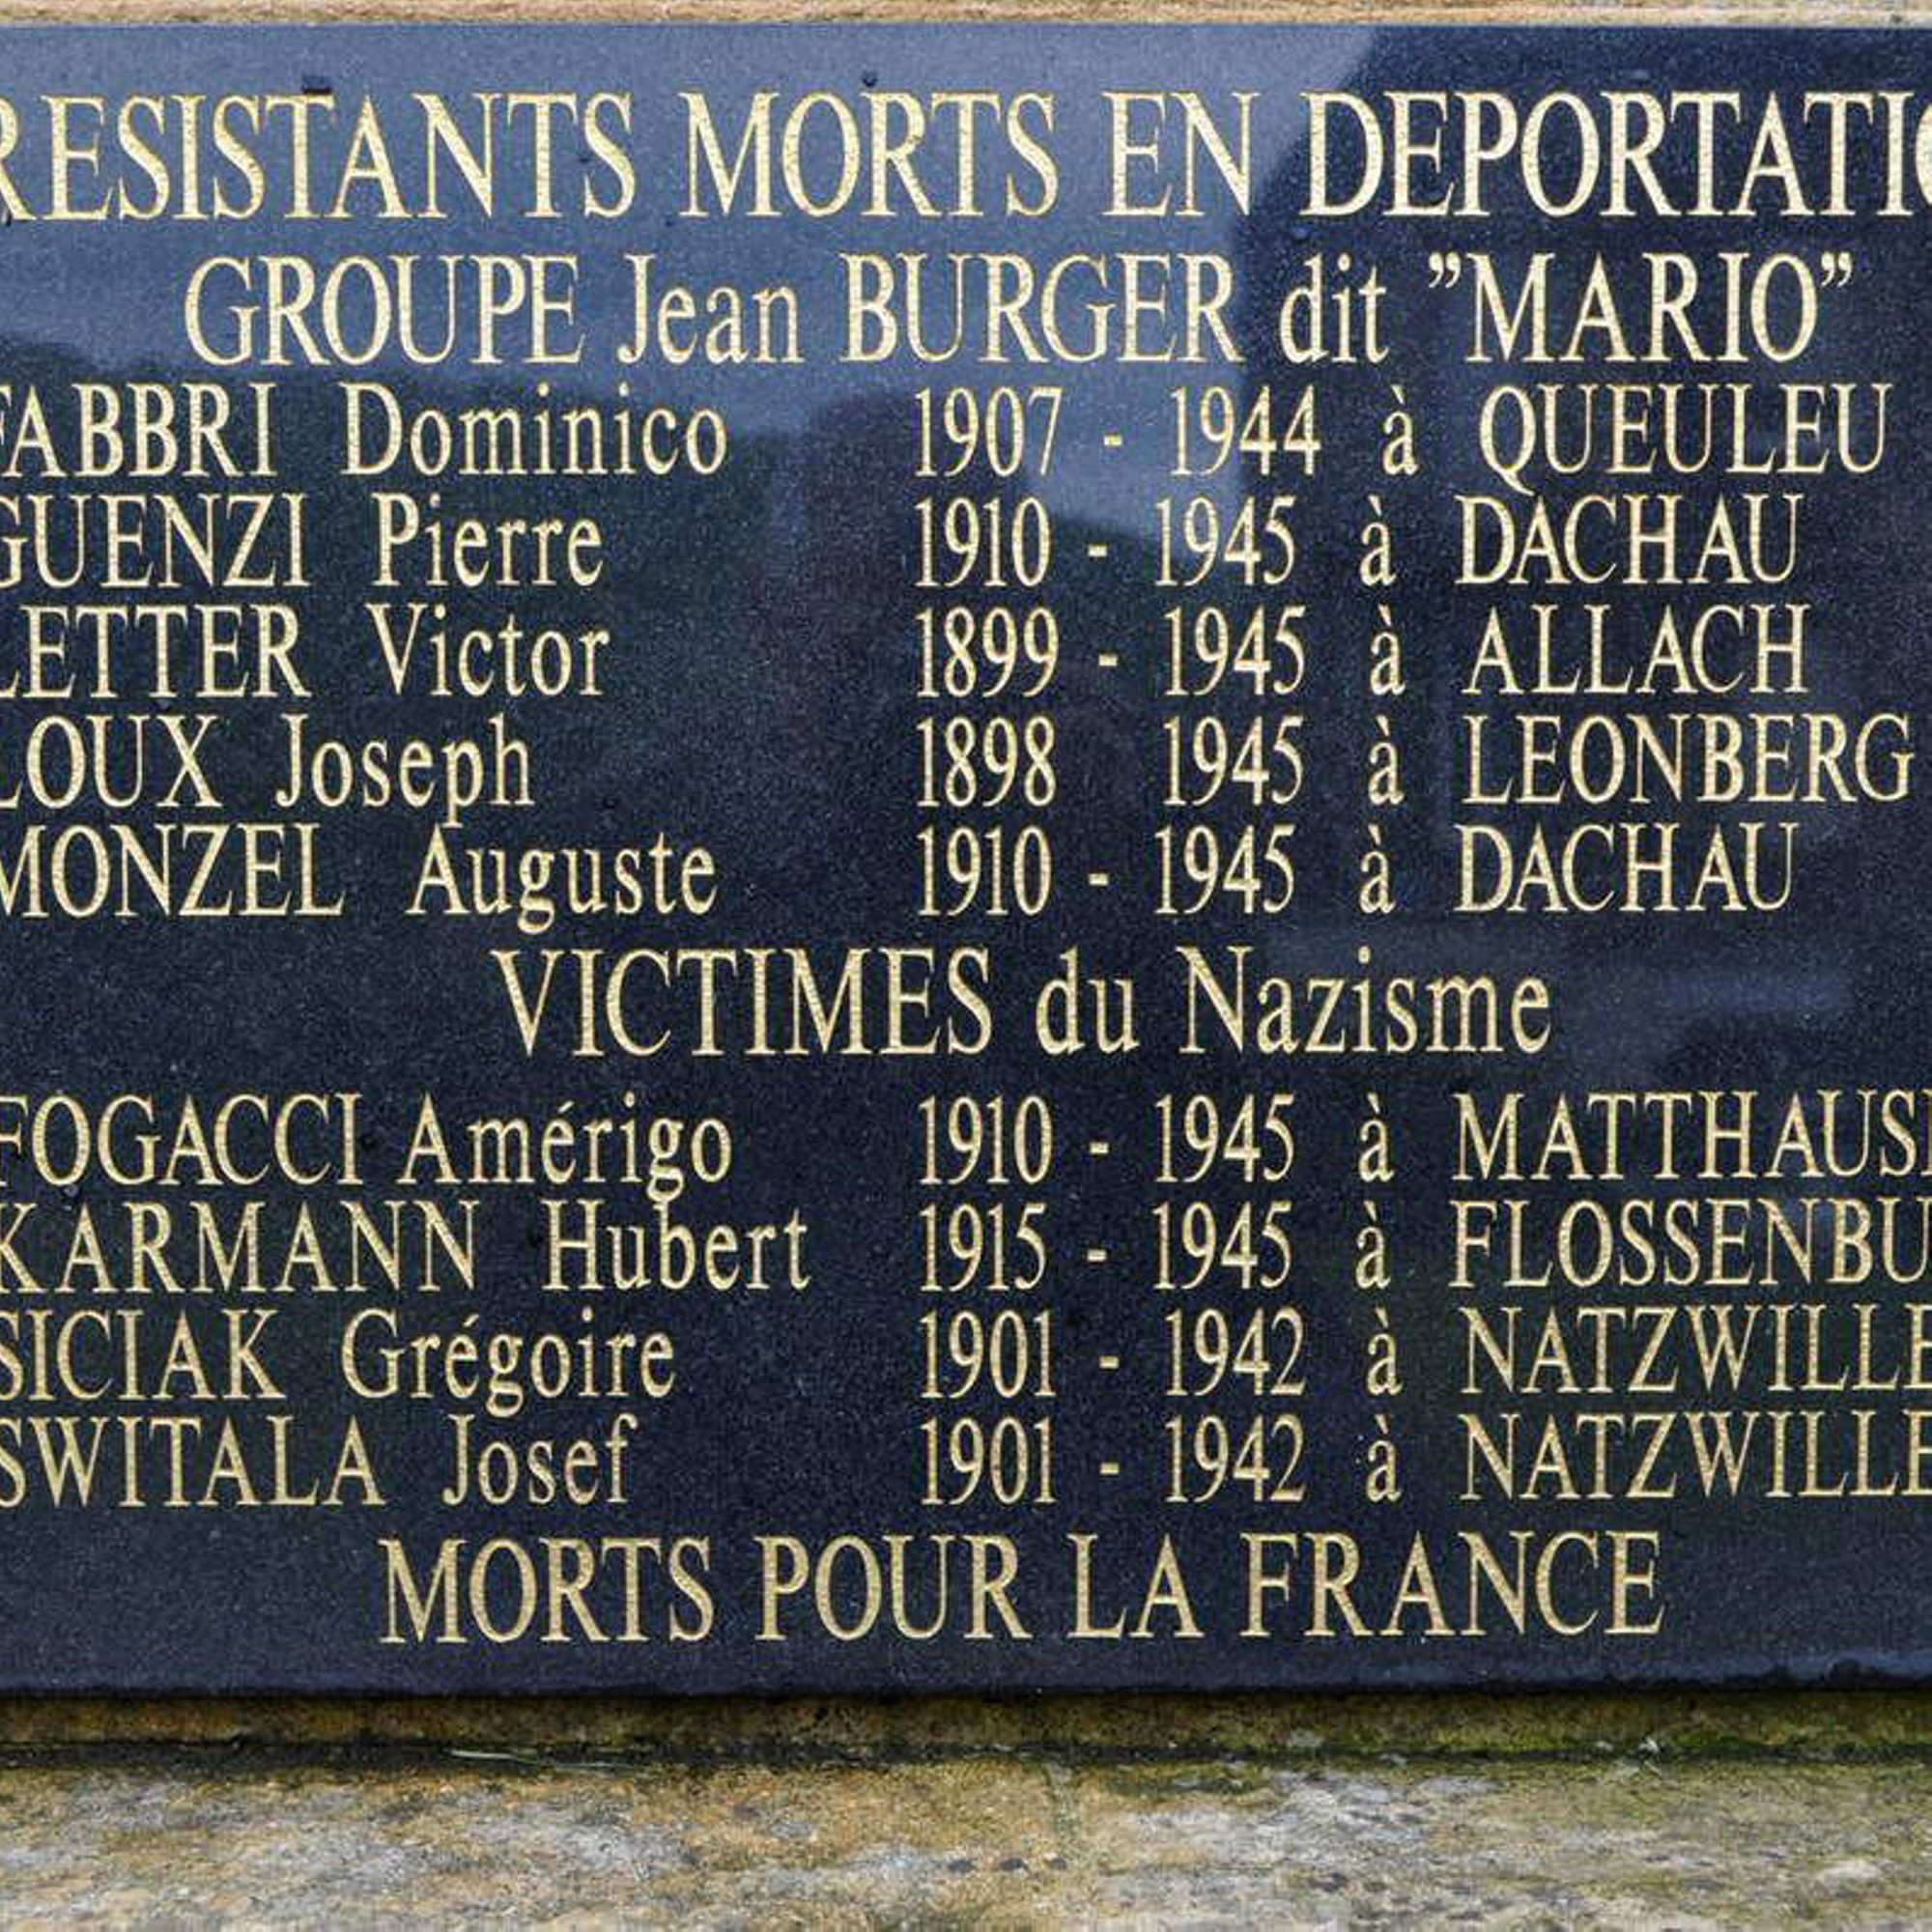 RESISTANTS MORTS EN DEPORTATIO
GROUPE Jean BURGER dit "MARIO"
FABBRI Dominico 1907 - 1944 à QUEULEU
GUENZI Pierre 1910 - 1945 à DACHAU
LETTER Victor 1899 - 1945 à ALLACH
LOUX Joseph 1898 1945 à LEONBERG
MONZEL Auguste 1910 - 1945 à DACHAU
VICTIMES du Nazisme
FOGACCI Amérigo 1910 - 1945 à MATTHAUSE
KARMANN Hubert 1915 - 1945 à FLOSSENBU
SICIAK Grégoire 1901 - 1942 à NATZWILLE
SWITALA Josef 1901 - 1942 à NATZWILLE
MORTS POUR LA FRANCE